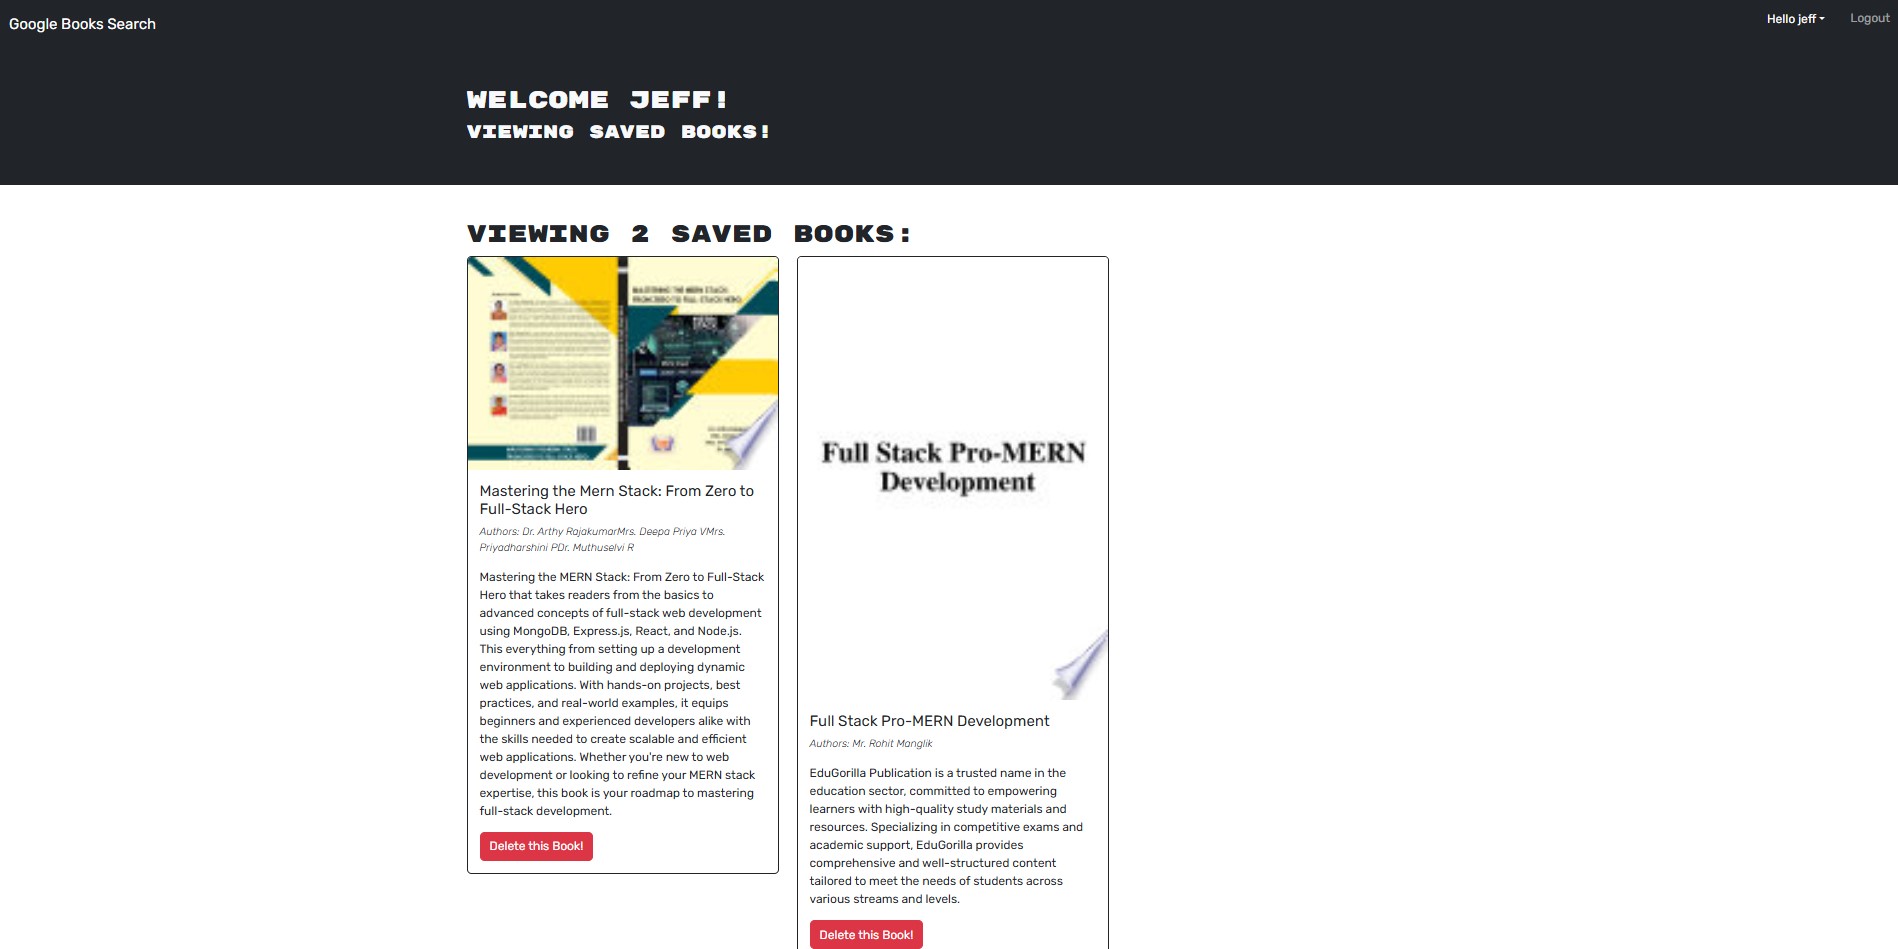 Google Books Search
Hello jeff
Logout
WELCOME JEFF!
VIEWING SAVED BOOKS!
VIEWING 2 SAVED BOOKS:
MASTERING THE MERN STACK:
FROM ZERO TO FULL-STACK HERO
Mastering the Mern Stack: From Zero to
Full-Stack Hero
Authors: Dr. Arthy RajakumarMrs. Deepa Priya VMrs.
Priyadharshini PDr. Muthuselvi R
Mastering the MERN Stack: From Zero to Full-Stack
Hero that takes readers from the basics to
advanced concepts of full-stack web development
using MongoDB, Express.js, React, and Node.js.
This everything from setting up a development
environment to building and deploying dynamic
web applications. With hands-on projects, best
practices, and real-world examples, it equips
beginners and experienced developers alike with
the skills needed to create scalable and efficient
web applications. Whether you're new to web
development or looking to refine your MERN stack
expertise, this book is your roadmap to mastering
full-stack development.
Delete this Book!
Full Stack Pro-MERN
Development
Full Stack Pro-MERN Development
Authors: Mr. Rohit Manglik
EduGorilla Publication is a trusted name in the
education sector, committed to empowering
learners with high-quality study materials and
resources. Specializing in competitive exams and
academic support, EduGorilla provides
comprehensive and well-structured content
tailored to meet the needs of students across
various streams and levels.
Delete this Book!